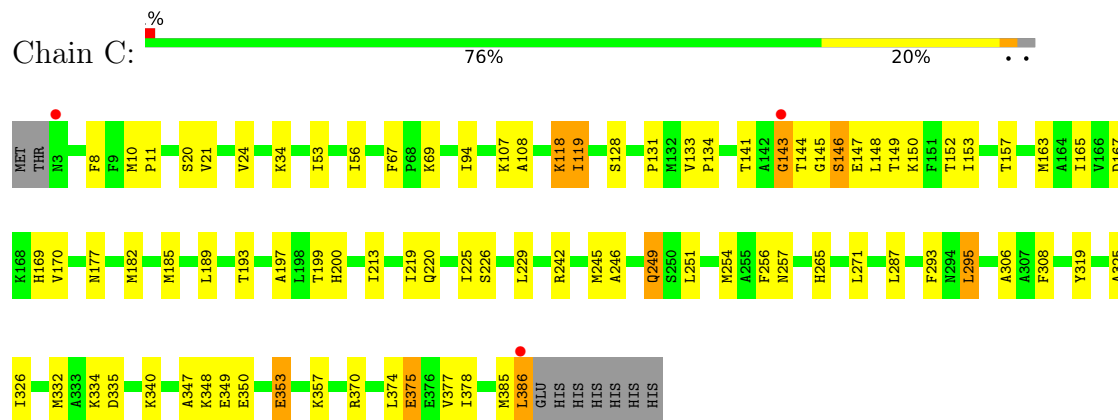 .%
Chain C:
76%
20%
. .
MET THR N3 F8 F9 M10 P11 S20 V21 V24 K34 I53 I56 F67 P68 K69 I94 K107 A108 K118 I119 S128 P131 M132 V133 P134 T141 A142 G143 T144 G145 S146 E147 L148 T149 K150 F151 T152 I153 T157 M163 A164 I165 V166 D167
K168 H169 V170 N177 M182 M185 L189 T193 A197 L198 T199 H200 I213 I219 Q220 I225 S226 L229 R242 M245 A246 Q249 S250 L251 M254 A255 F256 N257 H265 L271 L287 F293 N294 L295 A306 A307 F308 Y319 A325
I326 M332 A333 K334 D335 K340 A347 K348 E349 E350 E353 K357 R370 L374 E375 E376 V377 I378 M385 L386 GLU HIS HIS HIS HIS HIS HIS